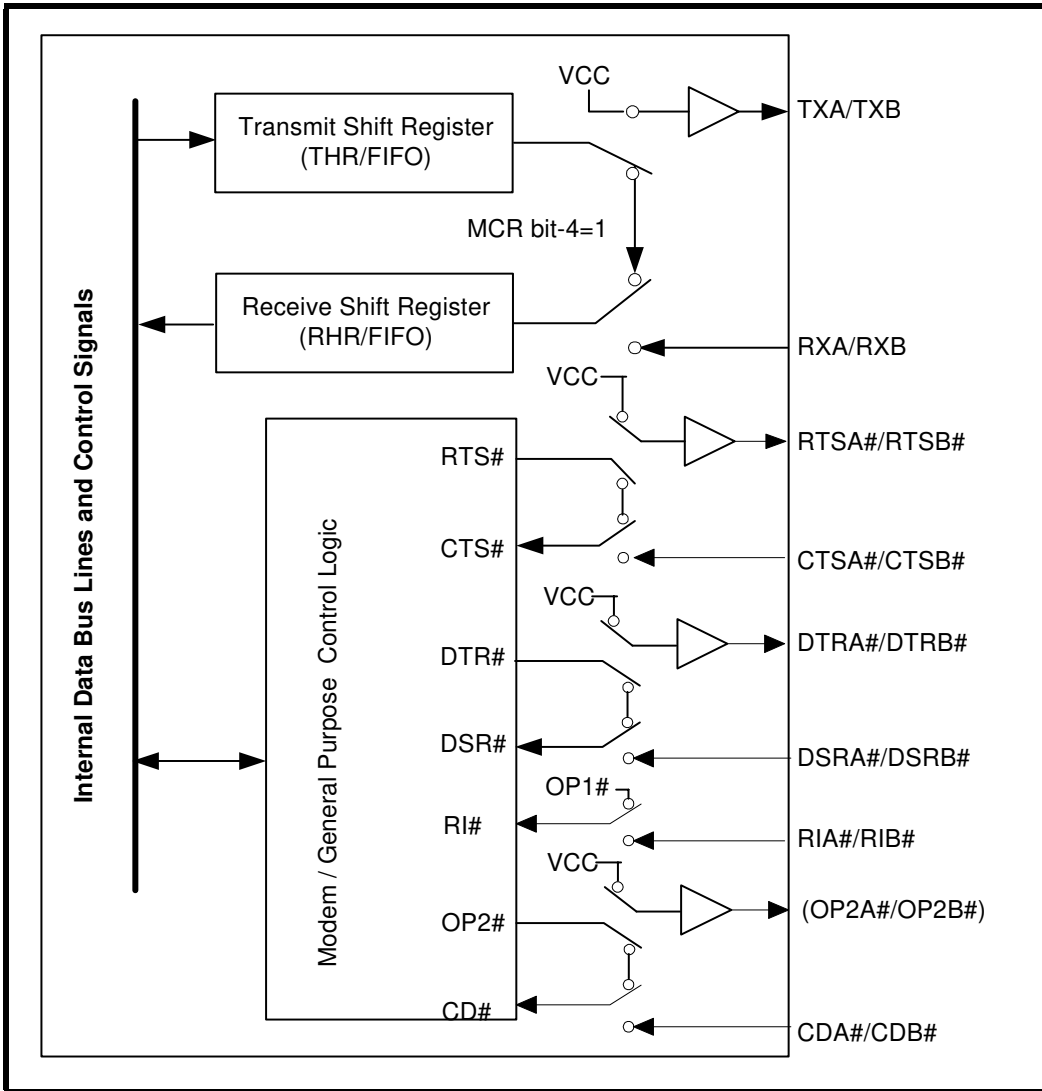 VCC
TXA/TXB
Transmit Shift Register
(THR/FIFO)
MCR bit-4=1
Receive Shift Register
(RHR/FIFO)
RXA/RXB
VCC
RTSA#/RTSB#
RTS#
CTS#
CTSA#/CTSB#
VCC
DTRA#/DTRB#
DTR#
DSR#
DSRA#/DSRB#
OP1#
RI#
RIA#/RIB#
VCC
(OP2A#/OP2B#)
OP2#
CD#
CDA#/CDB#
Internal Data Bus Lines and Control Signals
Modem / General Purpose Control Logic